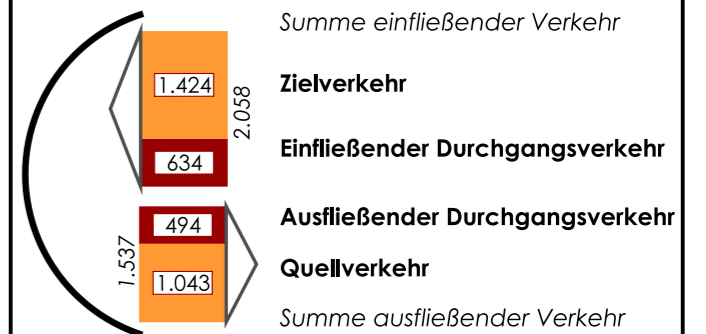 Summe einfließender Verkehr
1.424
2.058
Zielverkehr
634
Einfließender Durchgangsverkehr
494
Ausfließender Durchgangsverkehr
1.537
1.043
Quellverkehr
Summe ausfließender Verkehr